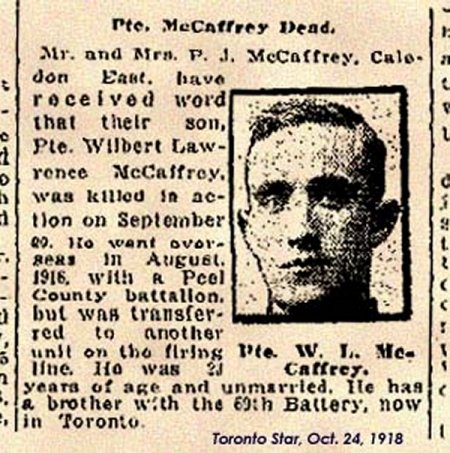 Pte. McCaffrey Dead.
Mr. and Mrs. P. J. McCaffrey, Cale-
don East, have
received word
that their son,
Pte. Wilbert Law-
rence McCaffrey,
was killed in ac-
tion on September
He went over-
seas in August,
1916, with a Peel
County battalion,
but was transfer-
red to another
unit on the firing
line. He was
years of age and unmarried. He has
a brother with the Battery, now
in Toronto.
Pte. W. L. Mc-
Caffrey.
Toronto Star, Oct. 24, 1918